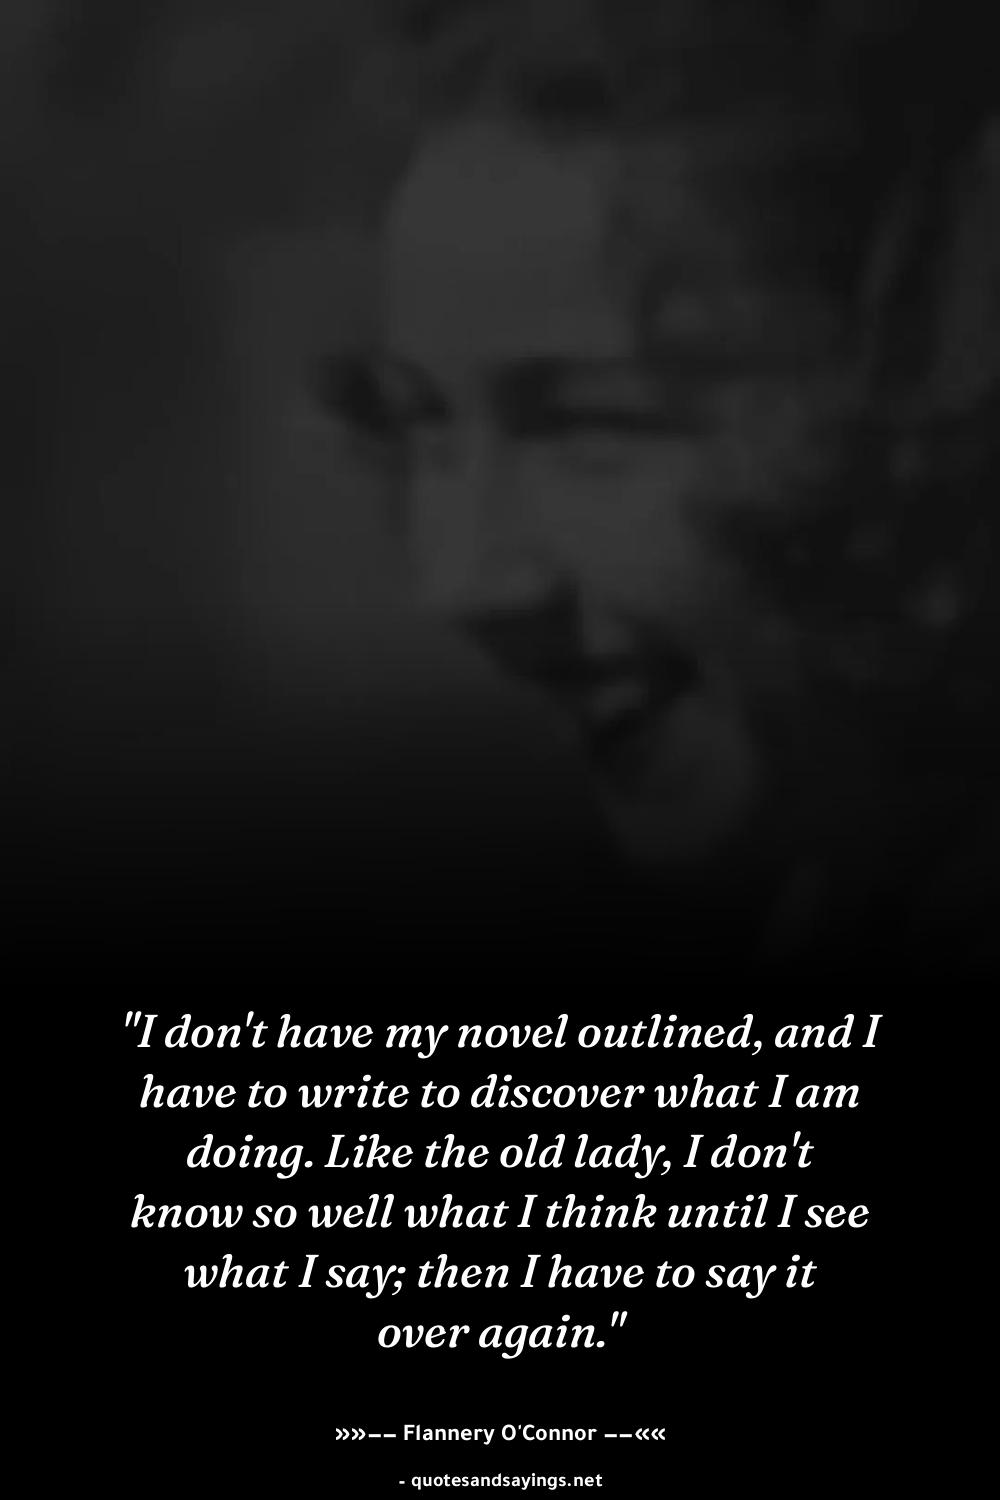 "I don't have my novel outlined, and I
have to write to discover what I am
doing. Like the old lady, I don't
know so well what I think until I see
what I say; then I have to say it
over again."
»»−− Flannery O'Connor −−««
- quotesandsayings.net